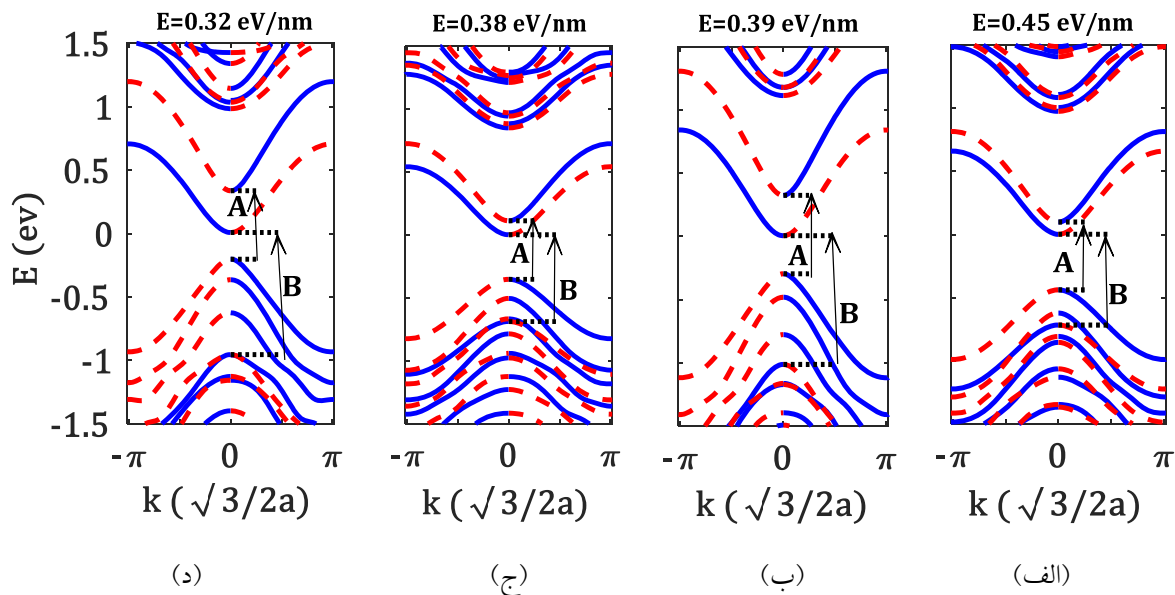 E=0.32 eV/nm E=0.38 eV/nm E=0.39 eV/nm E=0.45 eV/nm
E (ev)
1.5
1
0.5
0
-0.5
-1
-1.5
A
B
A
B
A
B
A
B
-π 0 π -π 0 π -π 0 π -π 0 π
k (√3/2a) k (√3/2a) k (√3/2a) k (√3/2a)
(د) (ج) (ب) (الف)